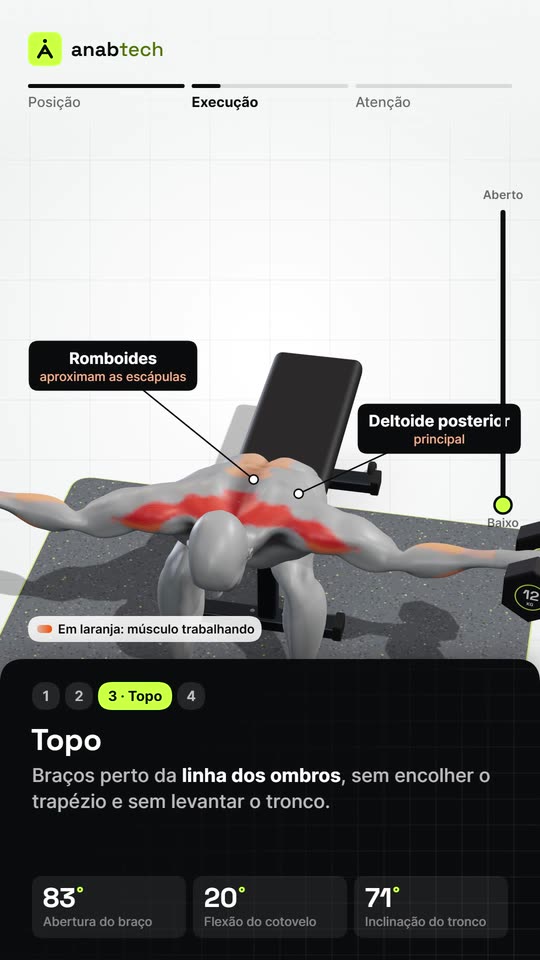 anabtech
Posição
Execução
Atenção
Aberto
Romboides
aproximam as escápulas
Deltoide posterior
principal
Baixo
12
KG
Em laranja: músculo trabalhando
1
2
3 · Topo
4
Topo
Braços perto da linha dos ombros, sem encolher o
trapézio e sem levantar o tronco.
83°
20°
71°
Abertura do braço
Flexão do cotovelo
Inclinação do tronco